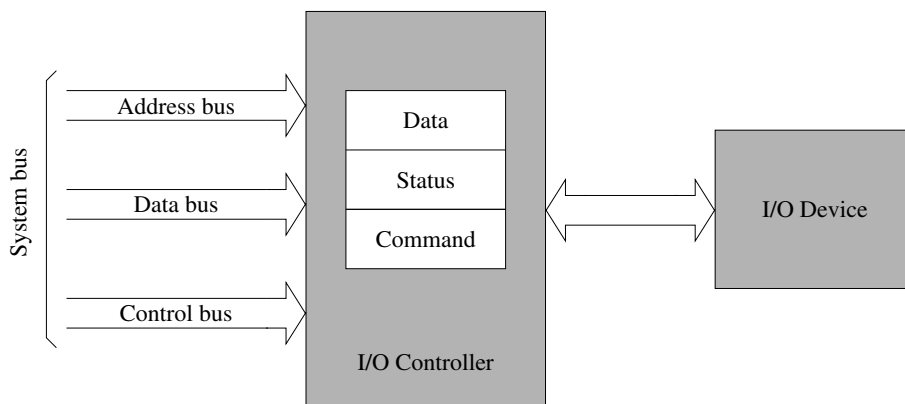 System bus
Address bus
Data bus
Control bus
Data
Status
Command
I/O Controller
I/O Device